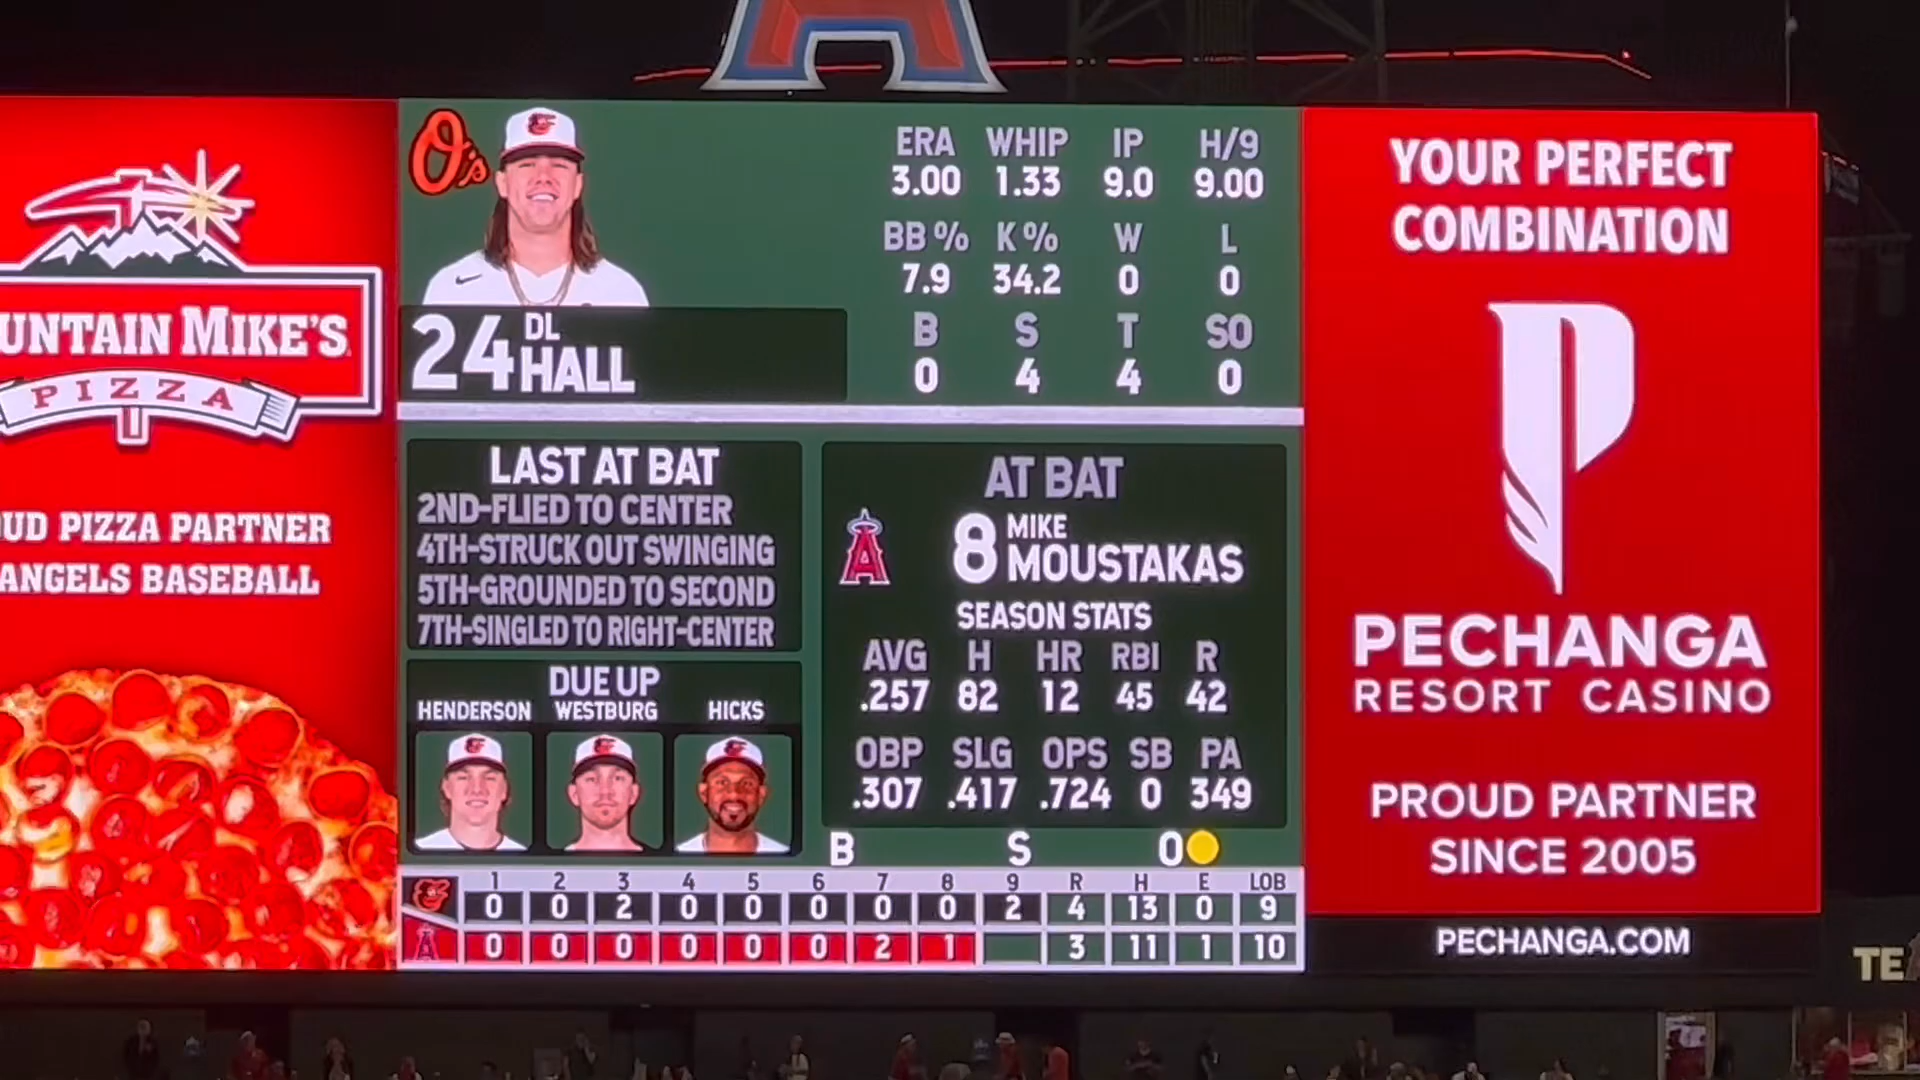 UNTAIN MIKE'S
PIZZA
UD PIZZA PARTNER
ANGELS BASEBALL
O's
24 DL HALL
ERA WHIP IP H/9
3.00 1.33 9.0 9.00
BB% K% W L
7.9 34.2 0 0
B S T SO
0 4 4 0
LAST AT BAT
2ND-FLIED TO CENTER
4TH-STRUCK OUT SWINGING
5TH-GROUNDED TO SECOND
7TH-SINGLED TO RIGHT-CENTER
DUE UP
HENDERSON WESTBURG HICKS
AT BAT
A 8 MIKE MOUSTAKAS
SEASON STATS
AVG H HR RBI R
.257 82 12 45 42
OBP SLG OPS SB PA
.307 .417 .724 0 349
B S O
1 2 3 4 5 6 7 8 9 R H E LOB
0 0 2 0 0 0 0 0 2 4 13 0 9
A 0 0 0 0 0 0 2 1 3 11 1 10
YOUR PERFECT
COMBINATION
P
PECHANGA
RESORT CASINO
PROUD PARTNER
SINCE 2005
PECHANGA.COM
TE